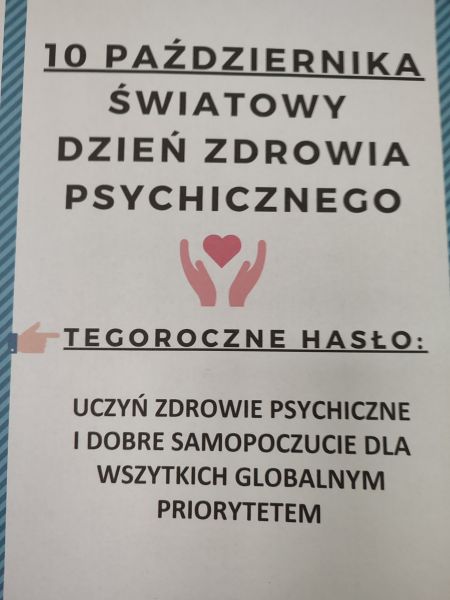 10 PAŹDZIERNIKA
ŚWIATOWY
DZIEŃ ZDROWIA
PSYCHICZNEGO
TEGOROCZNE HASŁO:
UCZYŃ ZDROWIE PSYCHICZNE
I DOBRE SAMOPOCZUCIE DLA
WSZYTKICH GLOBALNYM
PRIORYTETEM